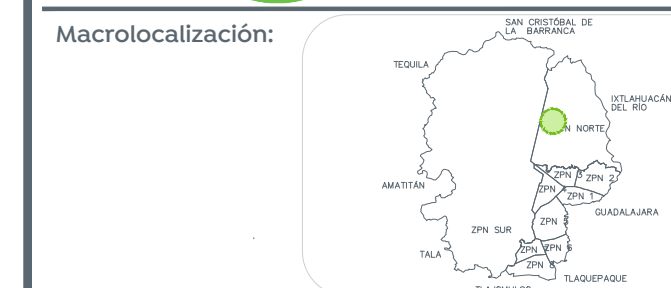 Macrolocalización:
SAN CRISTÓBAL DE
LA BARRANCA
TEQUILA
IXTLAHUACÁN
DEL RÍO
N NORTE
ZPN 3
ZPN 2
ZPN
ZPN 1
AMATITÁN
GUADALAJARA
ZPN
ZPN SUR
ZPN
ZPN 6
TALA
ZPN
TLAQUEPAQUE